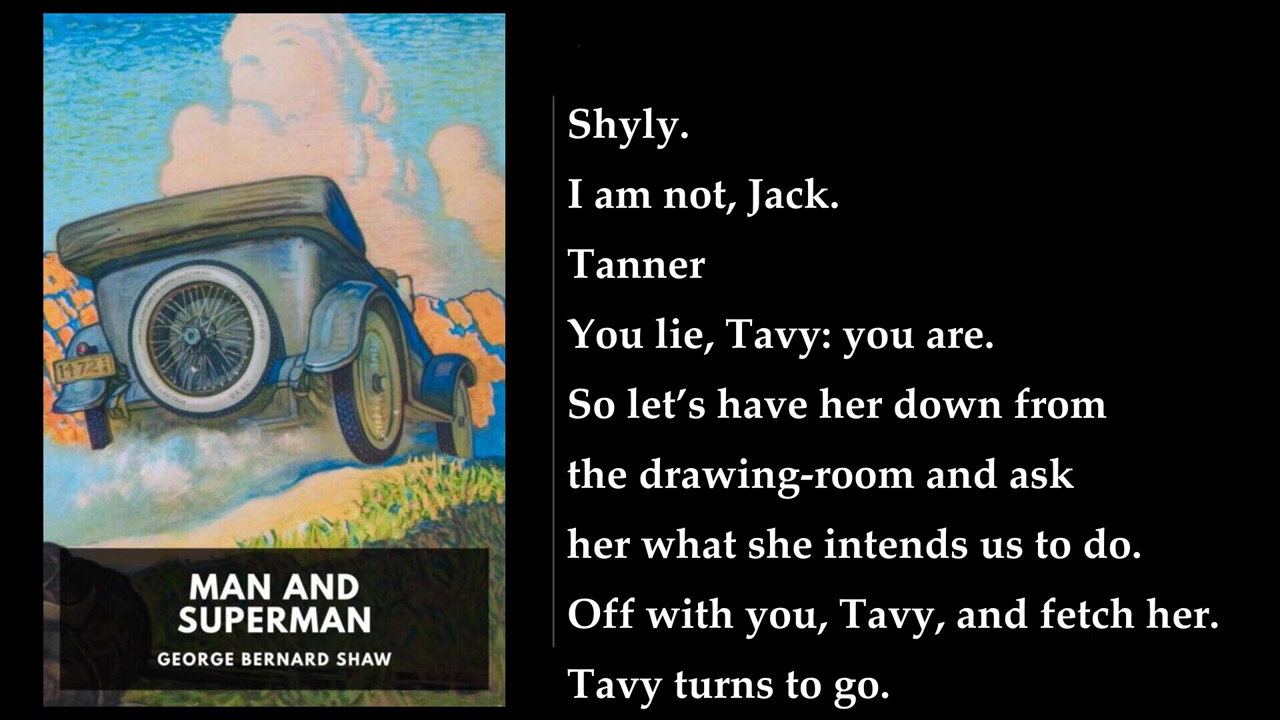 Shyly.
I am not, Jack.
Tanner
You lie, Tavy: you are.
So let’s have her down from
the drawing-room and ask
her what she intends us to do.
Off with you, Tavy, and fetch her.
Tavy turns to go.
1472
MAN AND
SUPERMAN
GEORGE BERNARD SHAW